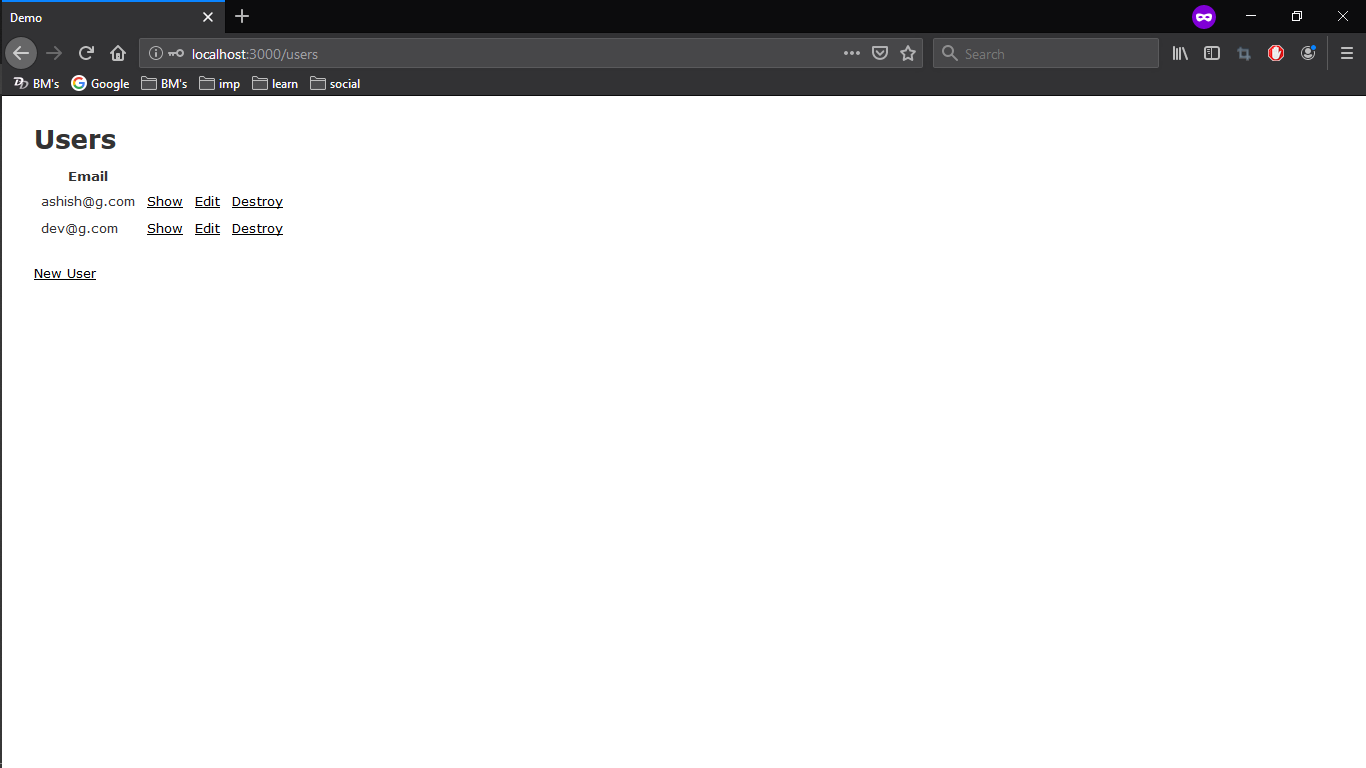 Demo
localhost:3000/users
Search
BM's Google BM's imp learn social
Users
Email
ashish@g.com Show Edit Destroy
dev@g.com Show Edit Destroy
New User